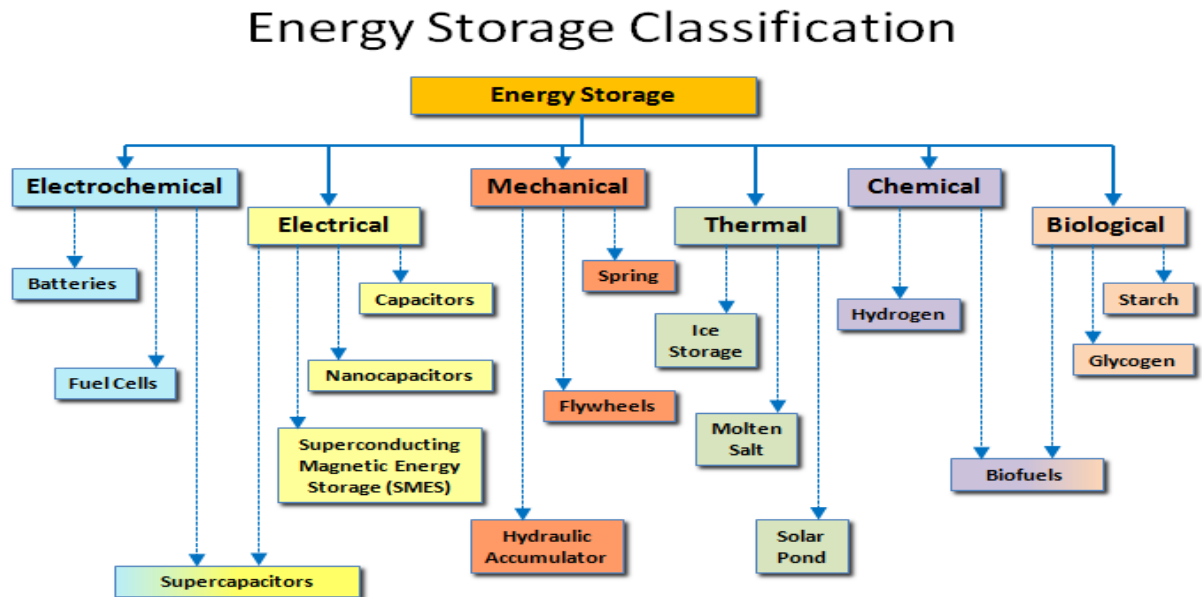 Energy Storage Classification
Energy Storage
Electrochemical
Mechanical
Chemical
Electrical
Thermal
Biological
Batteries
Capacitors
Spring
Hydrogen
Starch
Ice
Storage
Glycogen
Fuel Cells
Nanocapacitors
Flywheels
Molten
Salt
Superconducting
Magnetic Energy
Storage (SMES)
Biofuels
Hydraulic
Accumulator
Solar
Pond
Supercapacitors